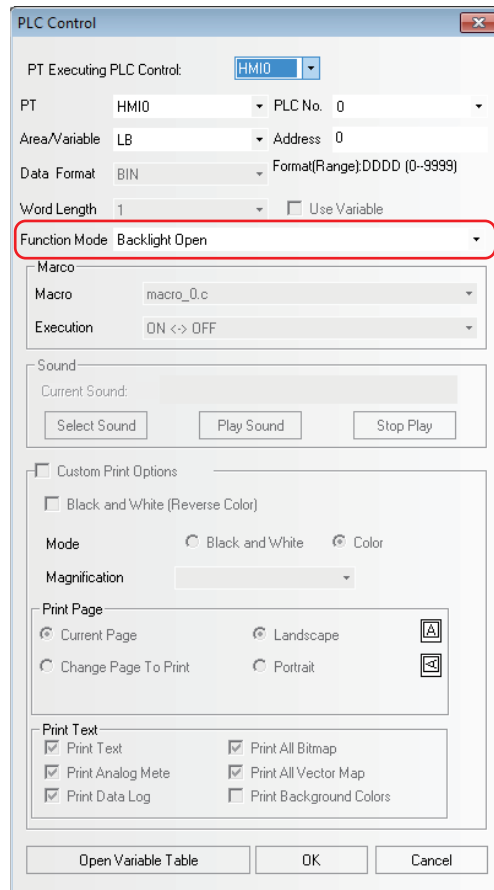 PLC Control
PT Executing PLC Control: HMI0
PT HMI0 PLC No. 0
Area/Variable LB Address 0
Data Format BIN Format(Range):DDDD (0--9999)
Word Length 1 Use Variable
Function Mode Backlight Open
Marco
Macro macro_0.c
Execution ON <-> OFF
Sound
Current Sound:
Select Sound Play Sound Stop Play
Custom Print Options
Black and White (Reverse Color)
Mode Black and White Color
Magnification
Print Page
Current Page Landscape A
Change Page To Print Portrait A
Print Text
Print Text Print All Bitmap
Print Analog Mete Print All Vector Map
Print Data Log Print Background Colors
Open Variable Table OK Cancel